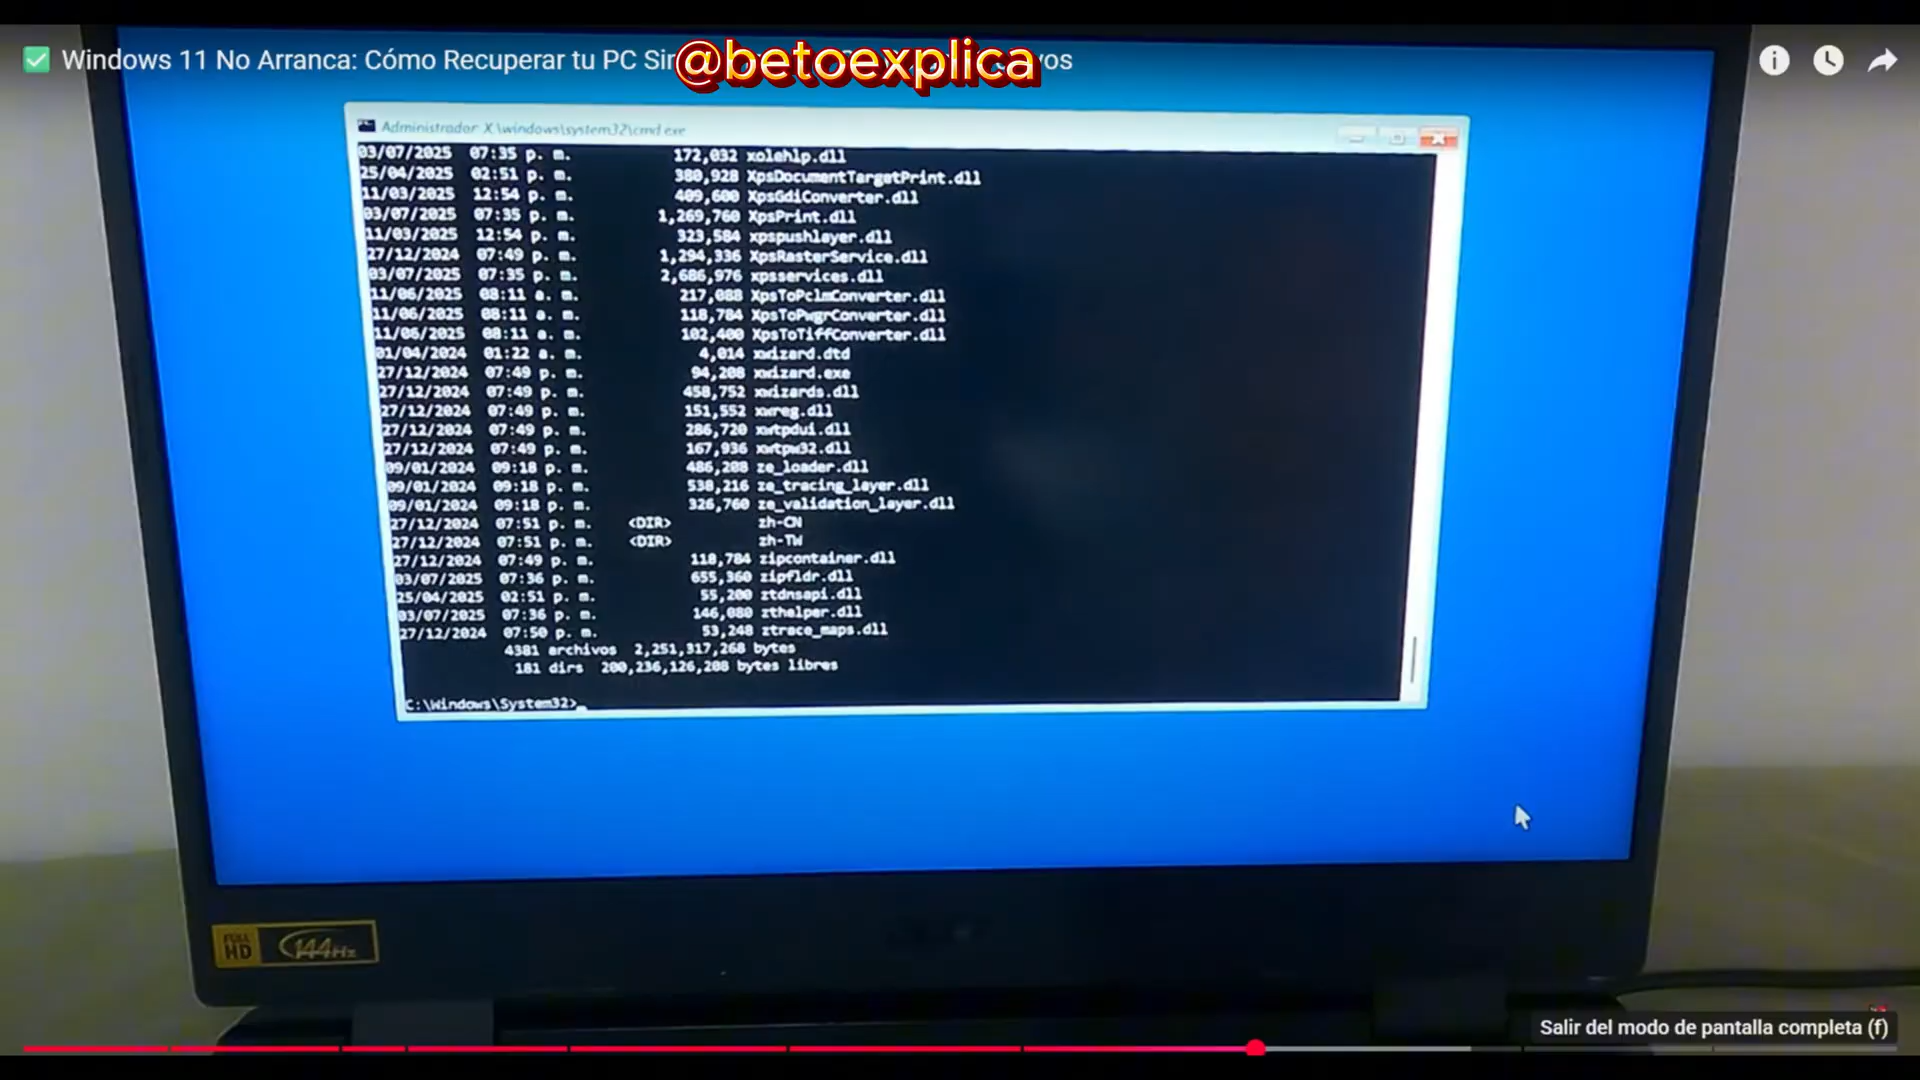 ✅ Windows 11 No Arranca: Cómo Recuperar tu PC Sin vos
@betoexplica
Administrador: X:\windows\system32\cmd.exe
03/07/2025 07:35 p. m. 172,032 xolehlp.dll
25/04/2025 02:51 p. m. 380,928 XpsDocumentTargetPrint.dll
11/03/2025 12:54 p. m. 409,600 XpsGdiConverter.dll
03/07/2025 07:35 p. m. 1,269,760 XpsPrint.dll
11/03/2025 12:54 p. m. 323,584 xpspushlayer.dll
27/12/2024 07:49 p. m. 1,294,336 XpsRasterService.dll
03/07/2025 07:35 p. m. 2,686,976 xpsservices.dll
11/06/2025 08:11 a. m. 217,088 XpsToPclmConverter.dll
11/06/2025 08:11 a. m. 118,784 XpsToPwgrConverter.dll
11/06/2025 08:11 a. m. 102,400 XpsToTiffConverter.dll
01/04/2024 01:22 a. m. 4,014 xwizard.dtd
27/12/2024 07:49 p. m. 94,208 xwizard.exe
27/12/2024 07:49 p. m. 458,752 xwizards.dll
27/12/2024 07:49 p. m. 151,552 xwreg.dll
27/12/2024 07:49 p. m. 286,720 xwtpdui.dll
27/12/2024 07:49 p. m. 167,936 xwtpw32.dll
09/01/2024 09:18 p. m. 486,208 ze_loader.dll
09/01/2024 09:18 p. m. 538,216 ze_tracing_layer.dll
09/01/2024 09:18 p. m. 326,760 ze_validation_layer.dll
27/12/2024 07:51 p. m. <DIR> zh-CN
27/12/2024 07:51 p. m. <DIR> zh-TW
27/12/2024 07:49 p. m. 118,784 zipcontainer.dll
03/07/2025 07:36 p. m. 655,360 zipfldr.dll
25/04/2025 02:51 p. m. 55,200 ztdnsapi.dll
03/07/2025 07:36 p. m. 146,080 zthelper.dll
27/12/2024 07:50 p. m. 53,248 ztrace_maps.dll
4381 archivos 2,251,317,268 bytes
181 dirs 200,236,126,208 bytes libres
C:\Windows\System32>_
FULL HD 144Hz
acer
Salir del modo de pantalla completa (f)